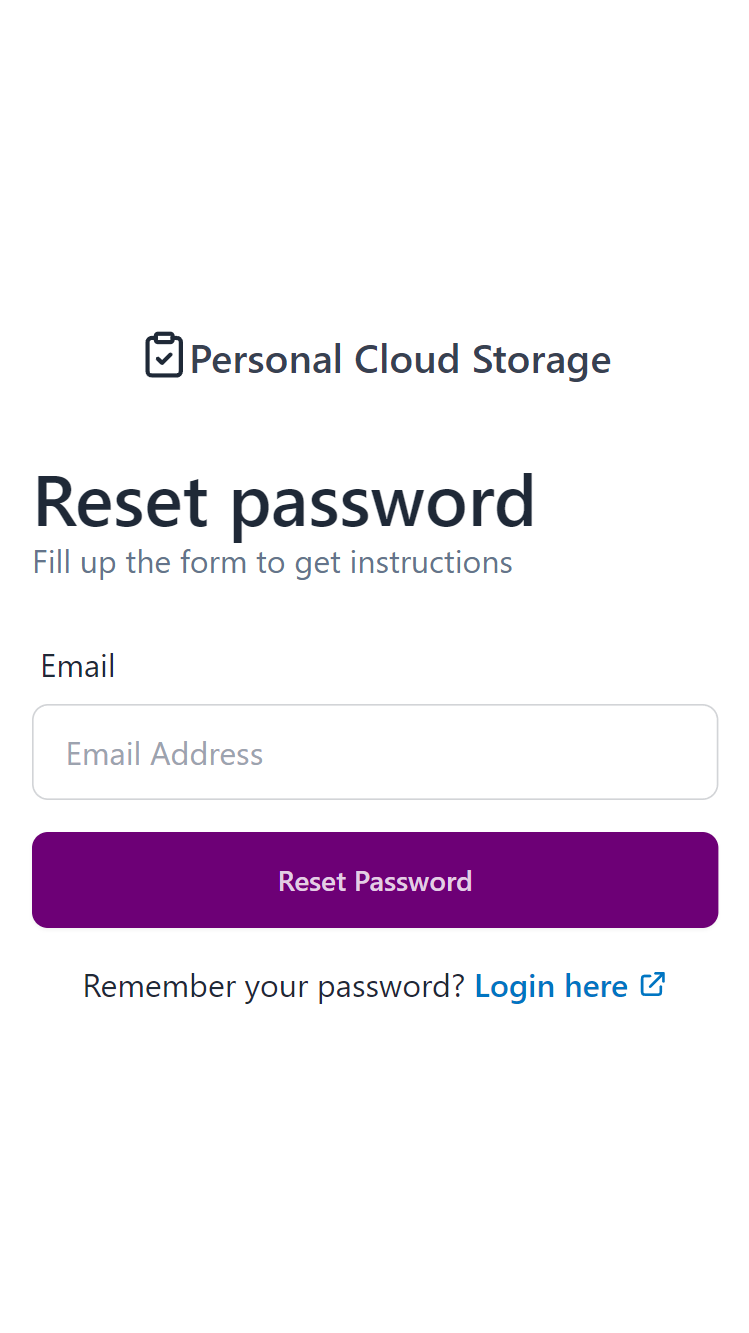 Personal Cloud Storage
Reset password
Fill up the form to get instructions
Email
Email Address
Reset Password
Remember your password? Login here